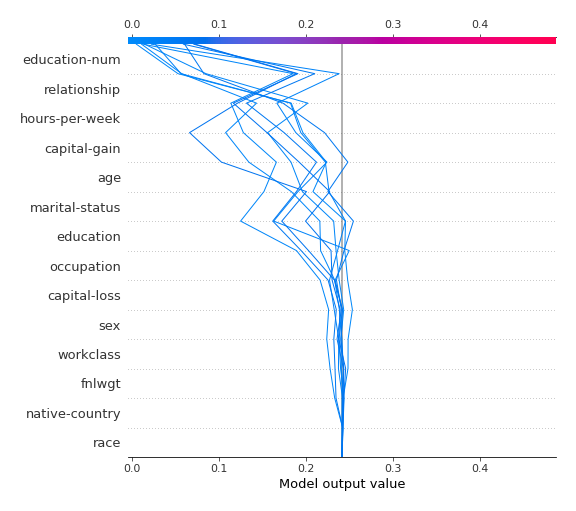 0.0 0.1 0.2 0.3 0.4
education-num
relationship
hours-per-week
capital-gain
age
marital-status
education
occupation
capital-loss
sex
workclass
fnlwgt
native-country
race
0.0 0.1 0.2 0.3 0.4
Model output value